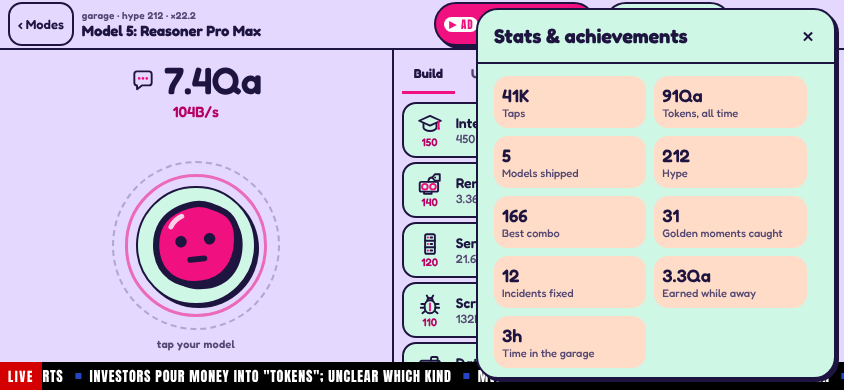 ‹ Modes
garage · hype 212 · x22.2
Model 5: Reasoner Pro Max
▶ AD
7.4Qa
104B/s
tap your model
Build
150
450
140
3.36
120
21.6
110
Stats & achievements
×
41K
Taps
91Qa
Tokens, all time
5
Models shipped
212
Hype
166
Best combo
31
Golden moments caught
12
Incidents fixed
3.3Qa
Earned while away
3h
Time in the garage
LIVE
RTS ▪ INVESTORS POUR MONEY INTO "TOKENS"; UNCLEAR WHICH KIND ▪